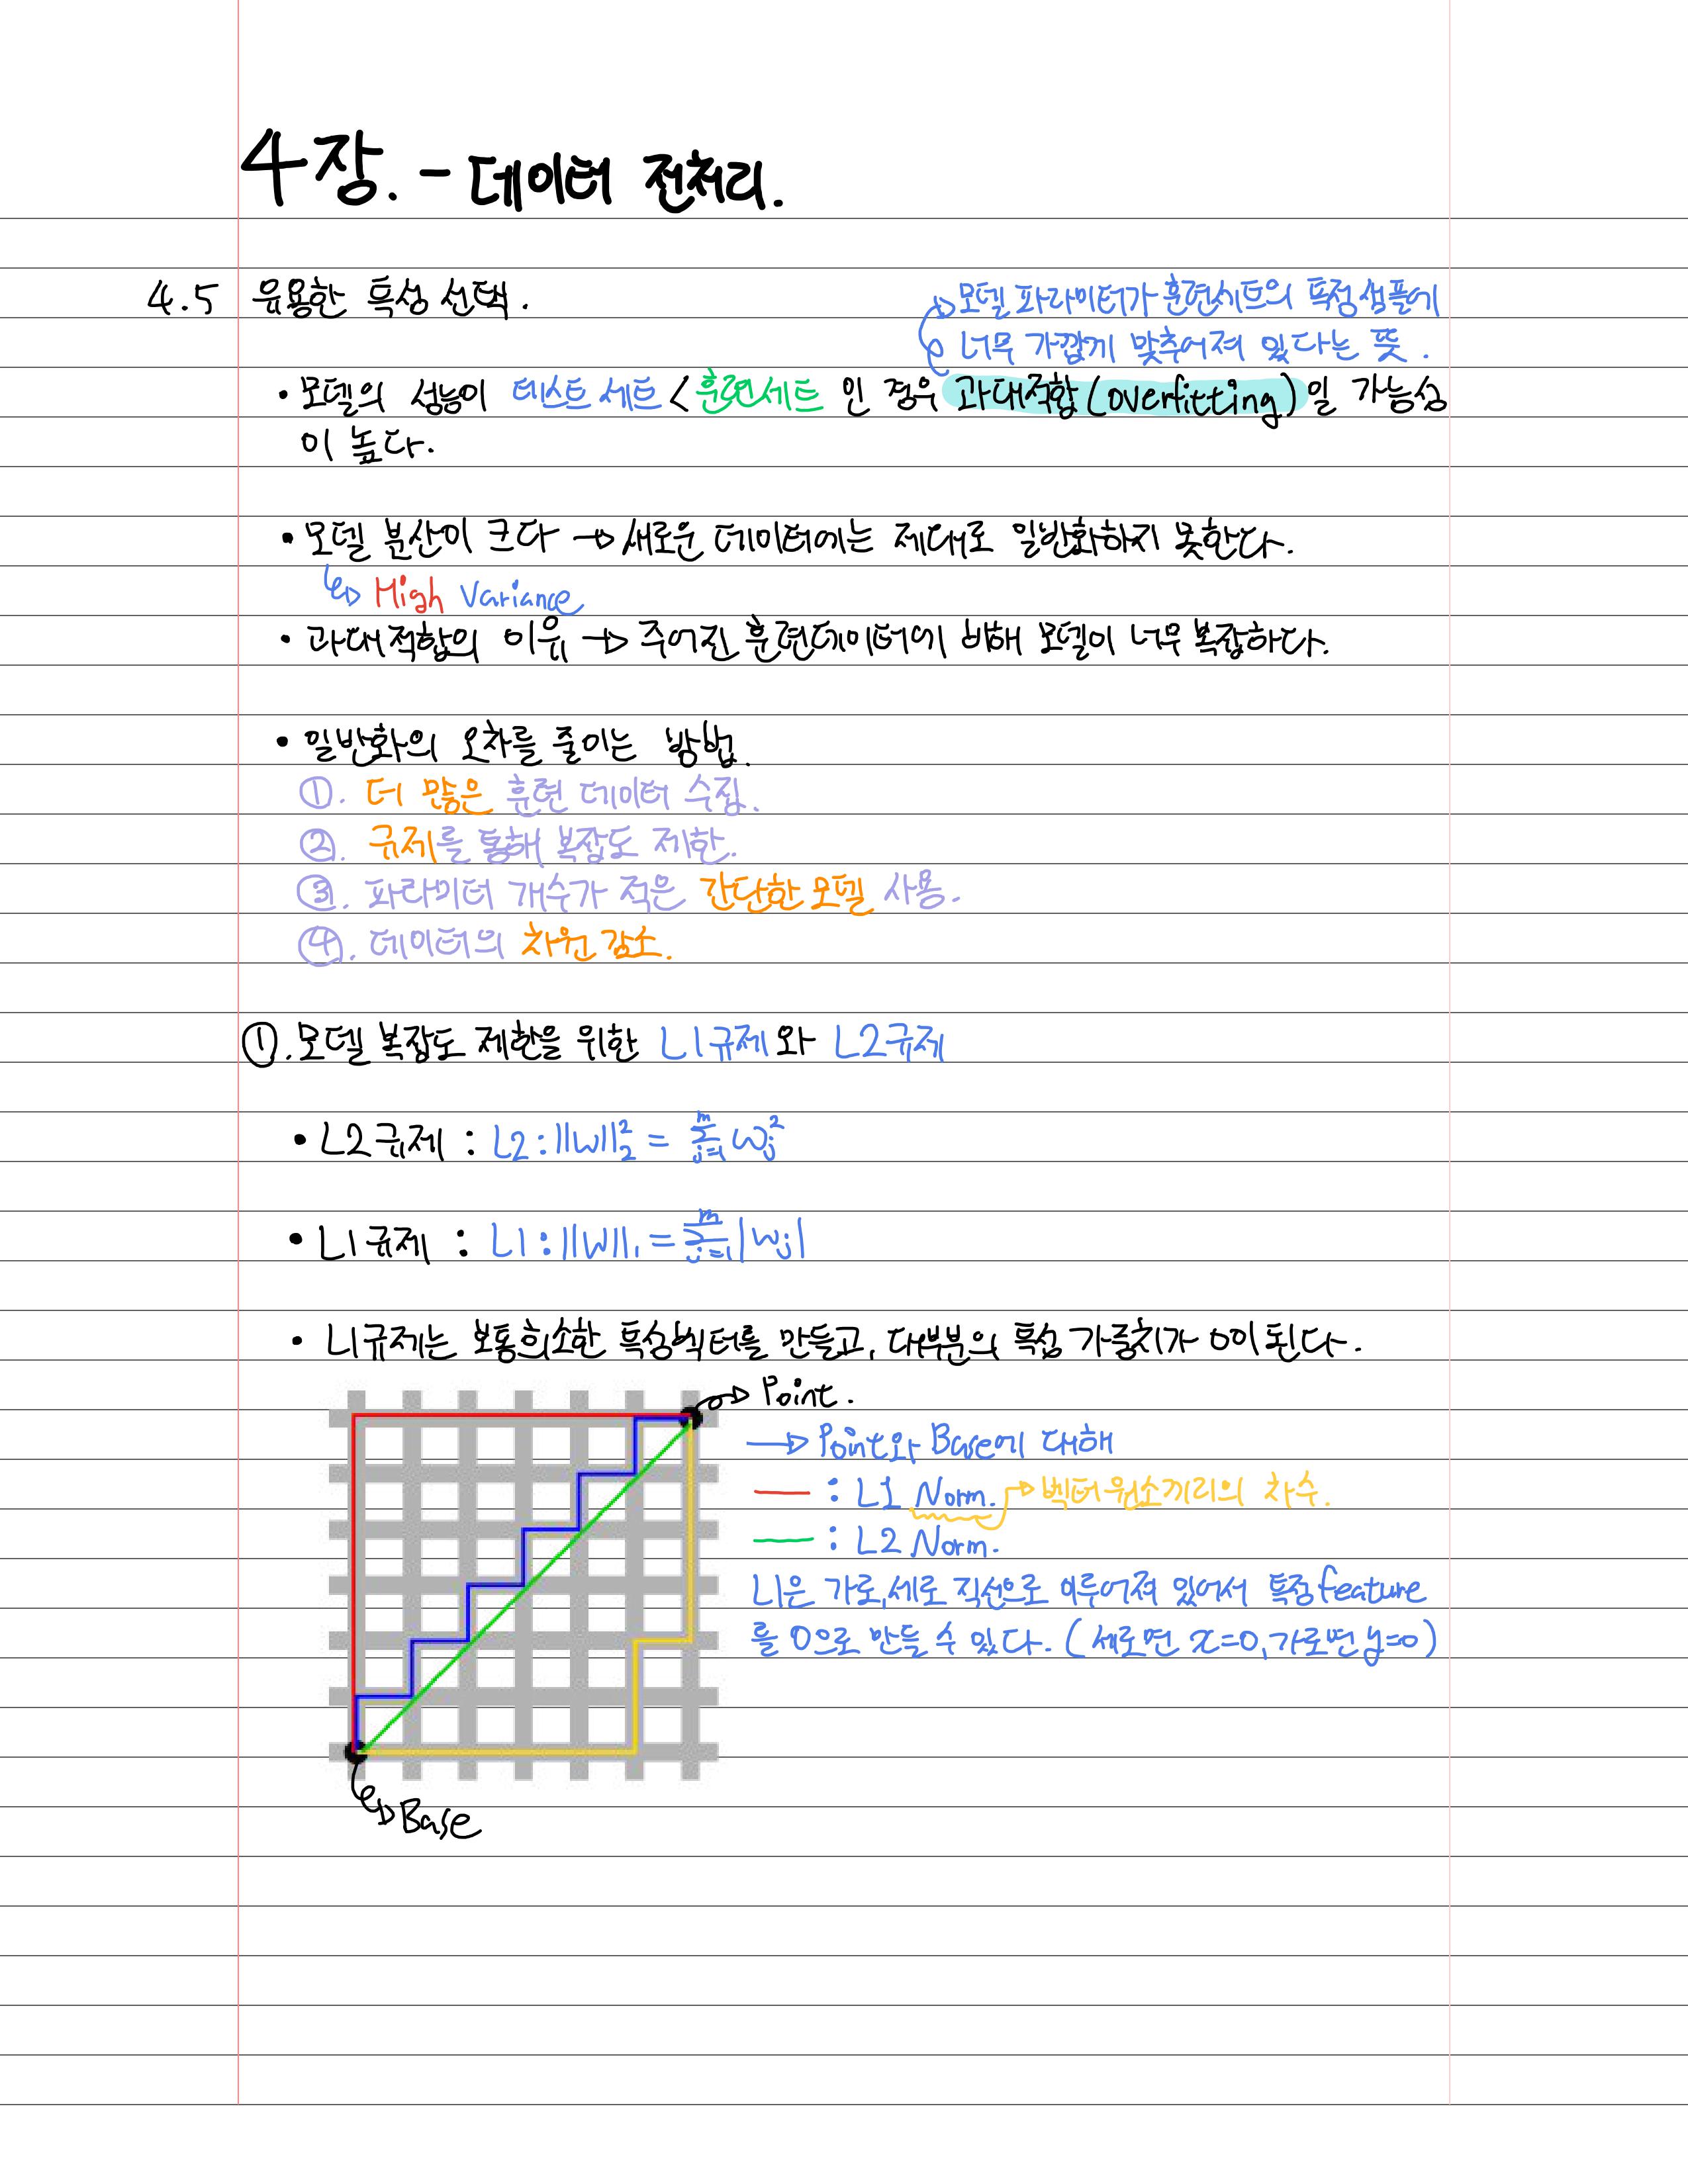 4장. - 데이터 전처리.
4.5 유용한 특성 선택.
모델 파라미터가 훈련세트의 특정샘플에
너무 가깝게 맞추어져 있다는 뜻.
• 모델의 성능이 테스트 세트 < 훈련세트 인 경우 과대적합(overfitting)일 가능성
이 높다.
• 모델 분산이 크다 → 새로운 데이터에는 제대로 일반화하지 못한다.
↳ High Variance
• 과대적합의 이유 → 주어진 훈련데이터에 비해 모델이 너무 복잡하다.
• 일반화의 오차를 줄이는 방법.
①. 더 많은 훈련 데이터 수집.
②. 규제를 통해 복잡도 제한.
③. 파라미터 개수가 적은 간단한 모델 사용.
④. 데이터의 차원 감소.
①. 모델 복잡도 제한을 위한 L1규제와 L2규제
• L2규제 : L2 : ||W||₂² = Σ_{j=1}^{m} wⱼ²
• L1규제 : L1 : ||W||₁ = Σ_{j=1}^{m} |wⱼ|
• L1규제는 보통희소한 특성벡터를 만들고, 대부분의 특성 가중치가 0이 된다.
→ Point.
→ Point와 Base에 대해
— : L1 Norm. → 벡터 원소끼리의 차수.
— : L2 Norm.
L1은 가로,세로 직선으로 이루어져 있어서 특정feature
를 0으로 만들 수 있다. (세로면 x=0, 가로면 y=0)
↳ Base